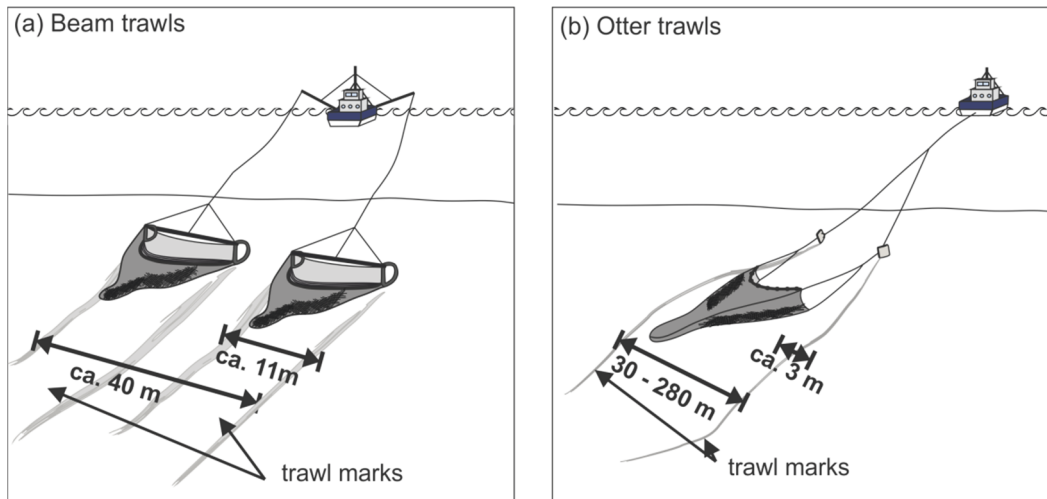 (a) Beam trawls
ca. 11m
ca. 40 m
trawl marks
(b) Otter trawls
ca. 3 m
30 - 280 m
trawl marks